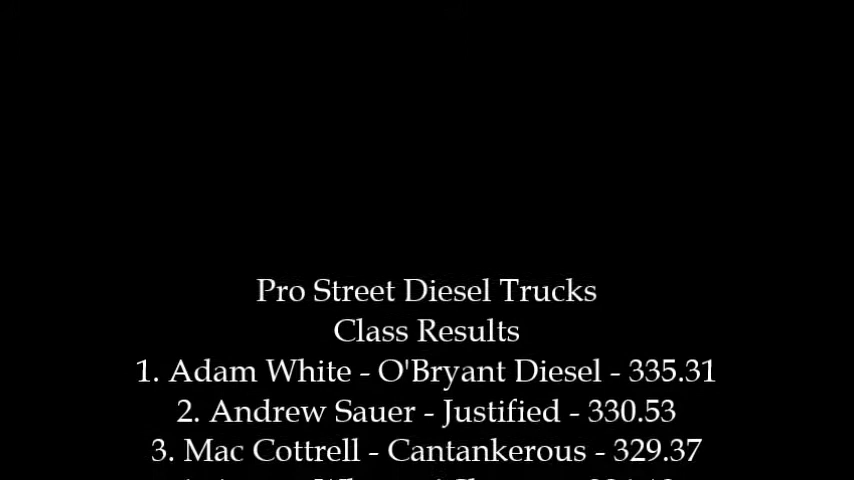 Pro Street Diesel Trucks
Class Results
1. Adam White - O'Bryant Diesel - 335.31
2. Andrew Sauer - Justified - 330.53
3. Mac Cottrell - Cantankerous - 329.37